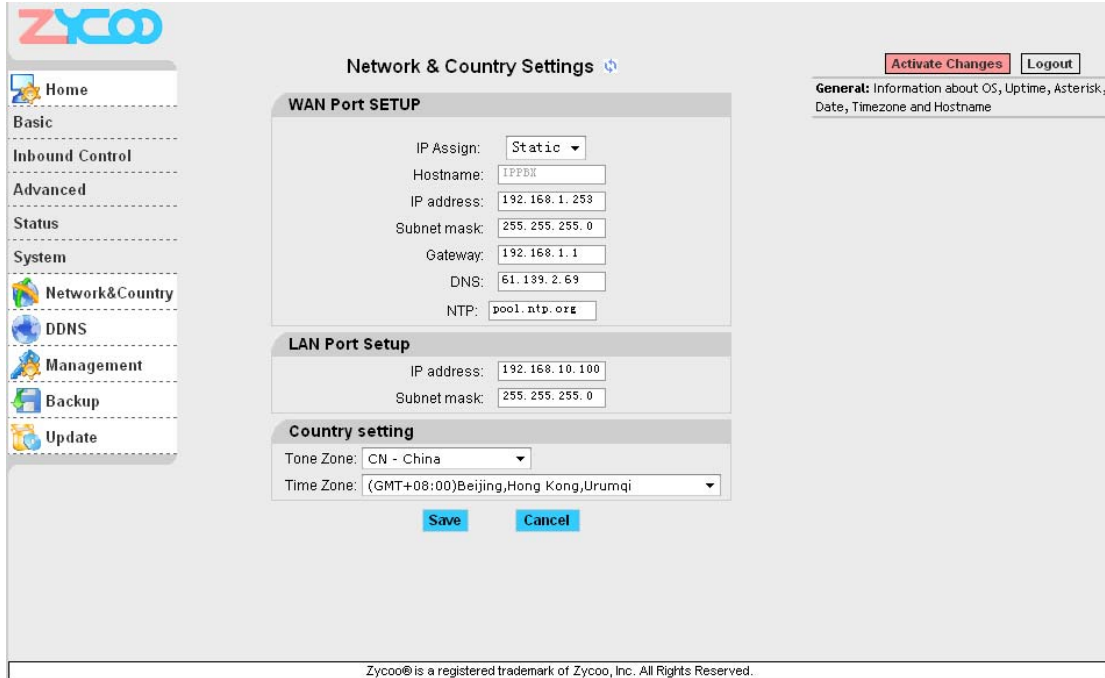 ZYCOO
Network & Country Settings
Activate Changes
Logout
General: Information about OS, Uptime, Asterisk,
Date, Timezone and Hostname
Home
Basic
Inbound Control
Advanced
Status
System
Network&Country
DDNS
Management
Backup
Update
WAN Port SETUP
IP Assign: Static
Hostname: IPPBX
IP address: 192.168.1.253
Subnet mask: 255.255.255.0
Gateway: 192.168.1.1
DNS: 61.139.2.69
NTP: pool.ntp.org
LAN Port Setup
IP address: 192.168.10.100
Subnet mask: 255.255.255.0
Country setting
Tone Zone: CN - China
Time Zone: (GMT+08:00)Beijing,Hong Kong,Urumqi
Save
Cancel
Zycoo® is a registered trademark of Zycoo, Inc. All Rights Reserved.